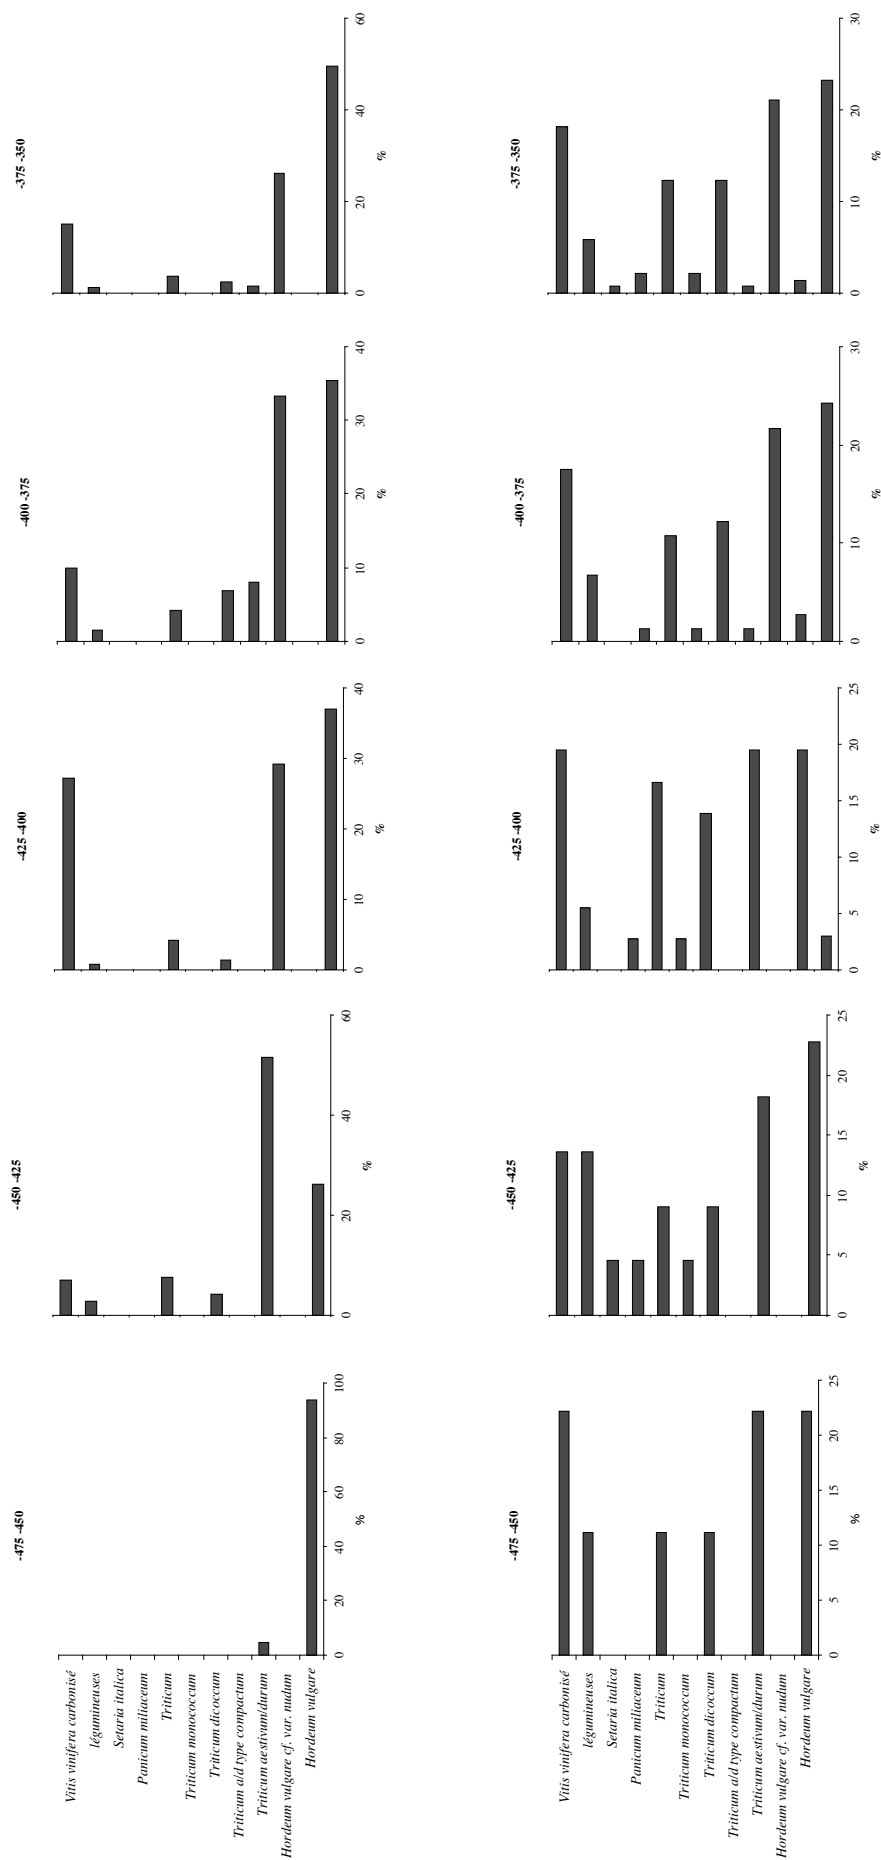 -475 -450
-450 -425
-425 -400
-400 -375
-375 -350
Vitis vinifera carbonisé
légumineuses
Setaria italica
Panicum miliaceum
Triticum
Triticum monococcum
Triticum dicoccum
Triticum a/d type compactum
Triticum aestivum/durum
Hordeum vulgare cf. var. nudum
Hordeum vulgare
0 20 40 60 80 100
%
0 20 40 60
%
0 10 20 30 40
%
0 10 20 30 40
%
0 20 40 60
%
-475 -450
-450 -425
-425 -400
-400 -375
-375 -350
Vitis vinifera carbonisé
légumineuses
Setaria italica
Panicum miliaceum
Triticum
Triticum monococcum
Triticum dicoccum
Triticum a/d type compactum
Triticum aestivum/durum
Hordeum vulgare cf. var. nudum
Hordeum vulgare
0 5 10 15 20 25
%
0 5 10 15 20 25
%
0 5 10 15 20 25
%
0 10 20 30
%
0 10 20 30
%